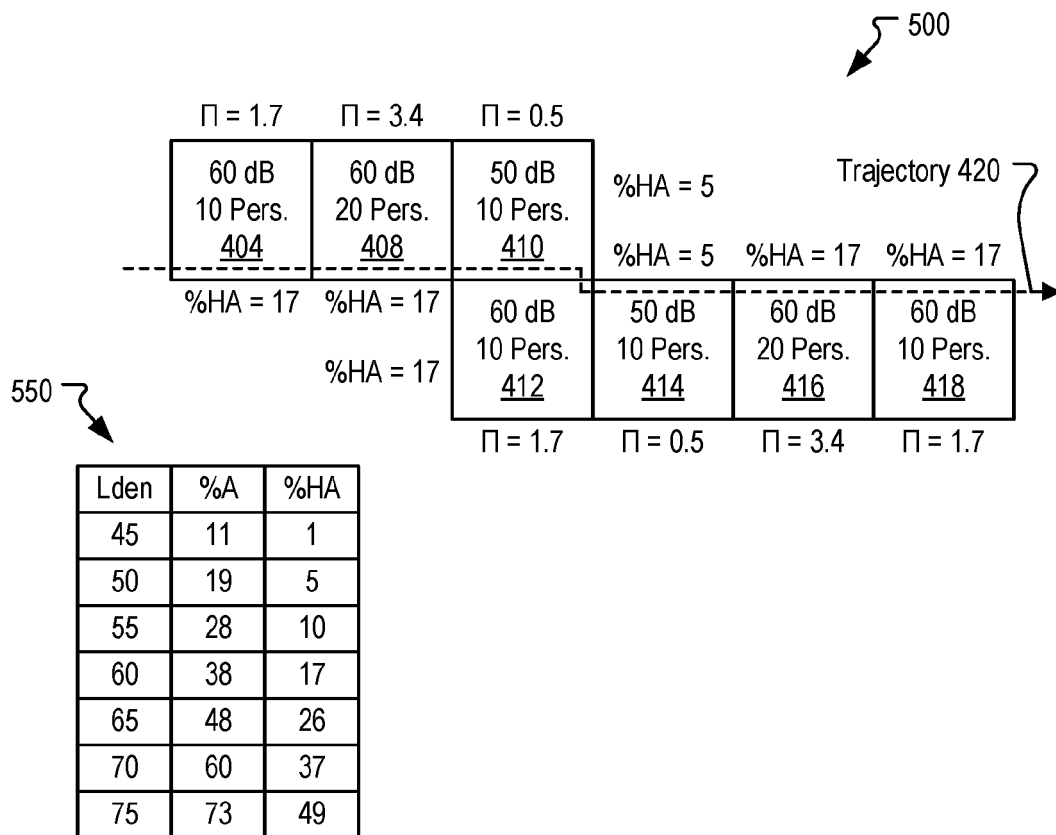 500
Π = 1.7 Π = 3.4 Π = 0.5
60 dB 60 dB 50 dB
10 Pers. 20 Pers. 10 Pers.
404 408 410
%HA = 5
Trajectory 420
%HA = 5 %HA = 17 %HA = 17
%HA = 17 %HA = 17
60 dB 50 dB 60 dB 60 dB
10 Pers. 10 Pers. 20 Pers. 10 Pers.
412 414 416 418
%HA = 17
Π = 1.7 Π = 0.5 Π = 3.4 Π = 1.7
550
Lden %A %HA
45 11 1
50 19 5
55 28 10
60 38 17
65 48 26
70 60 37
75 73 49